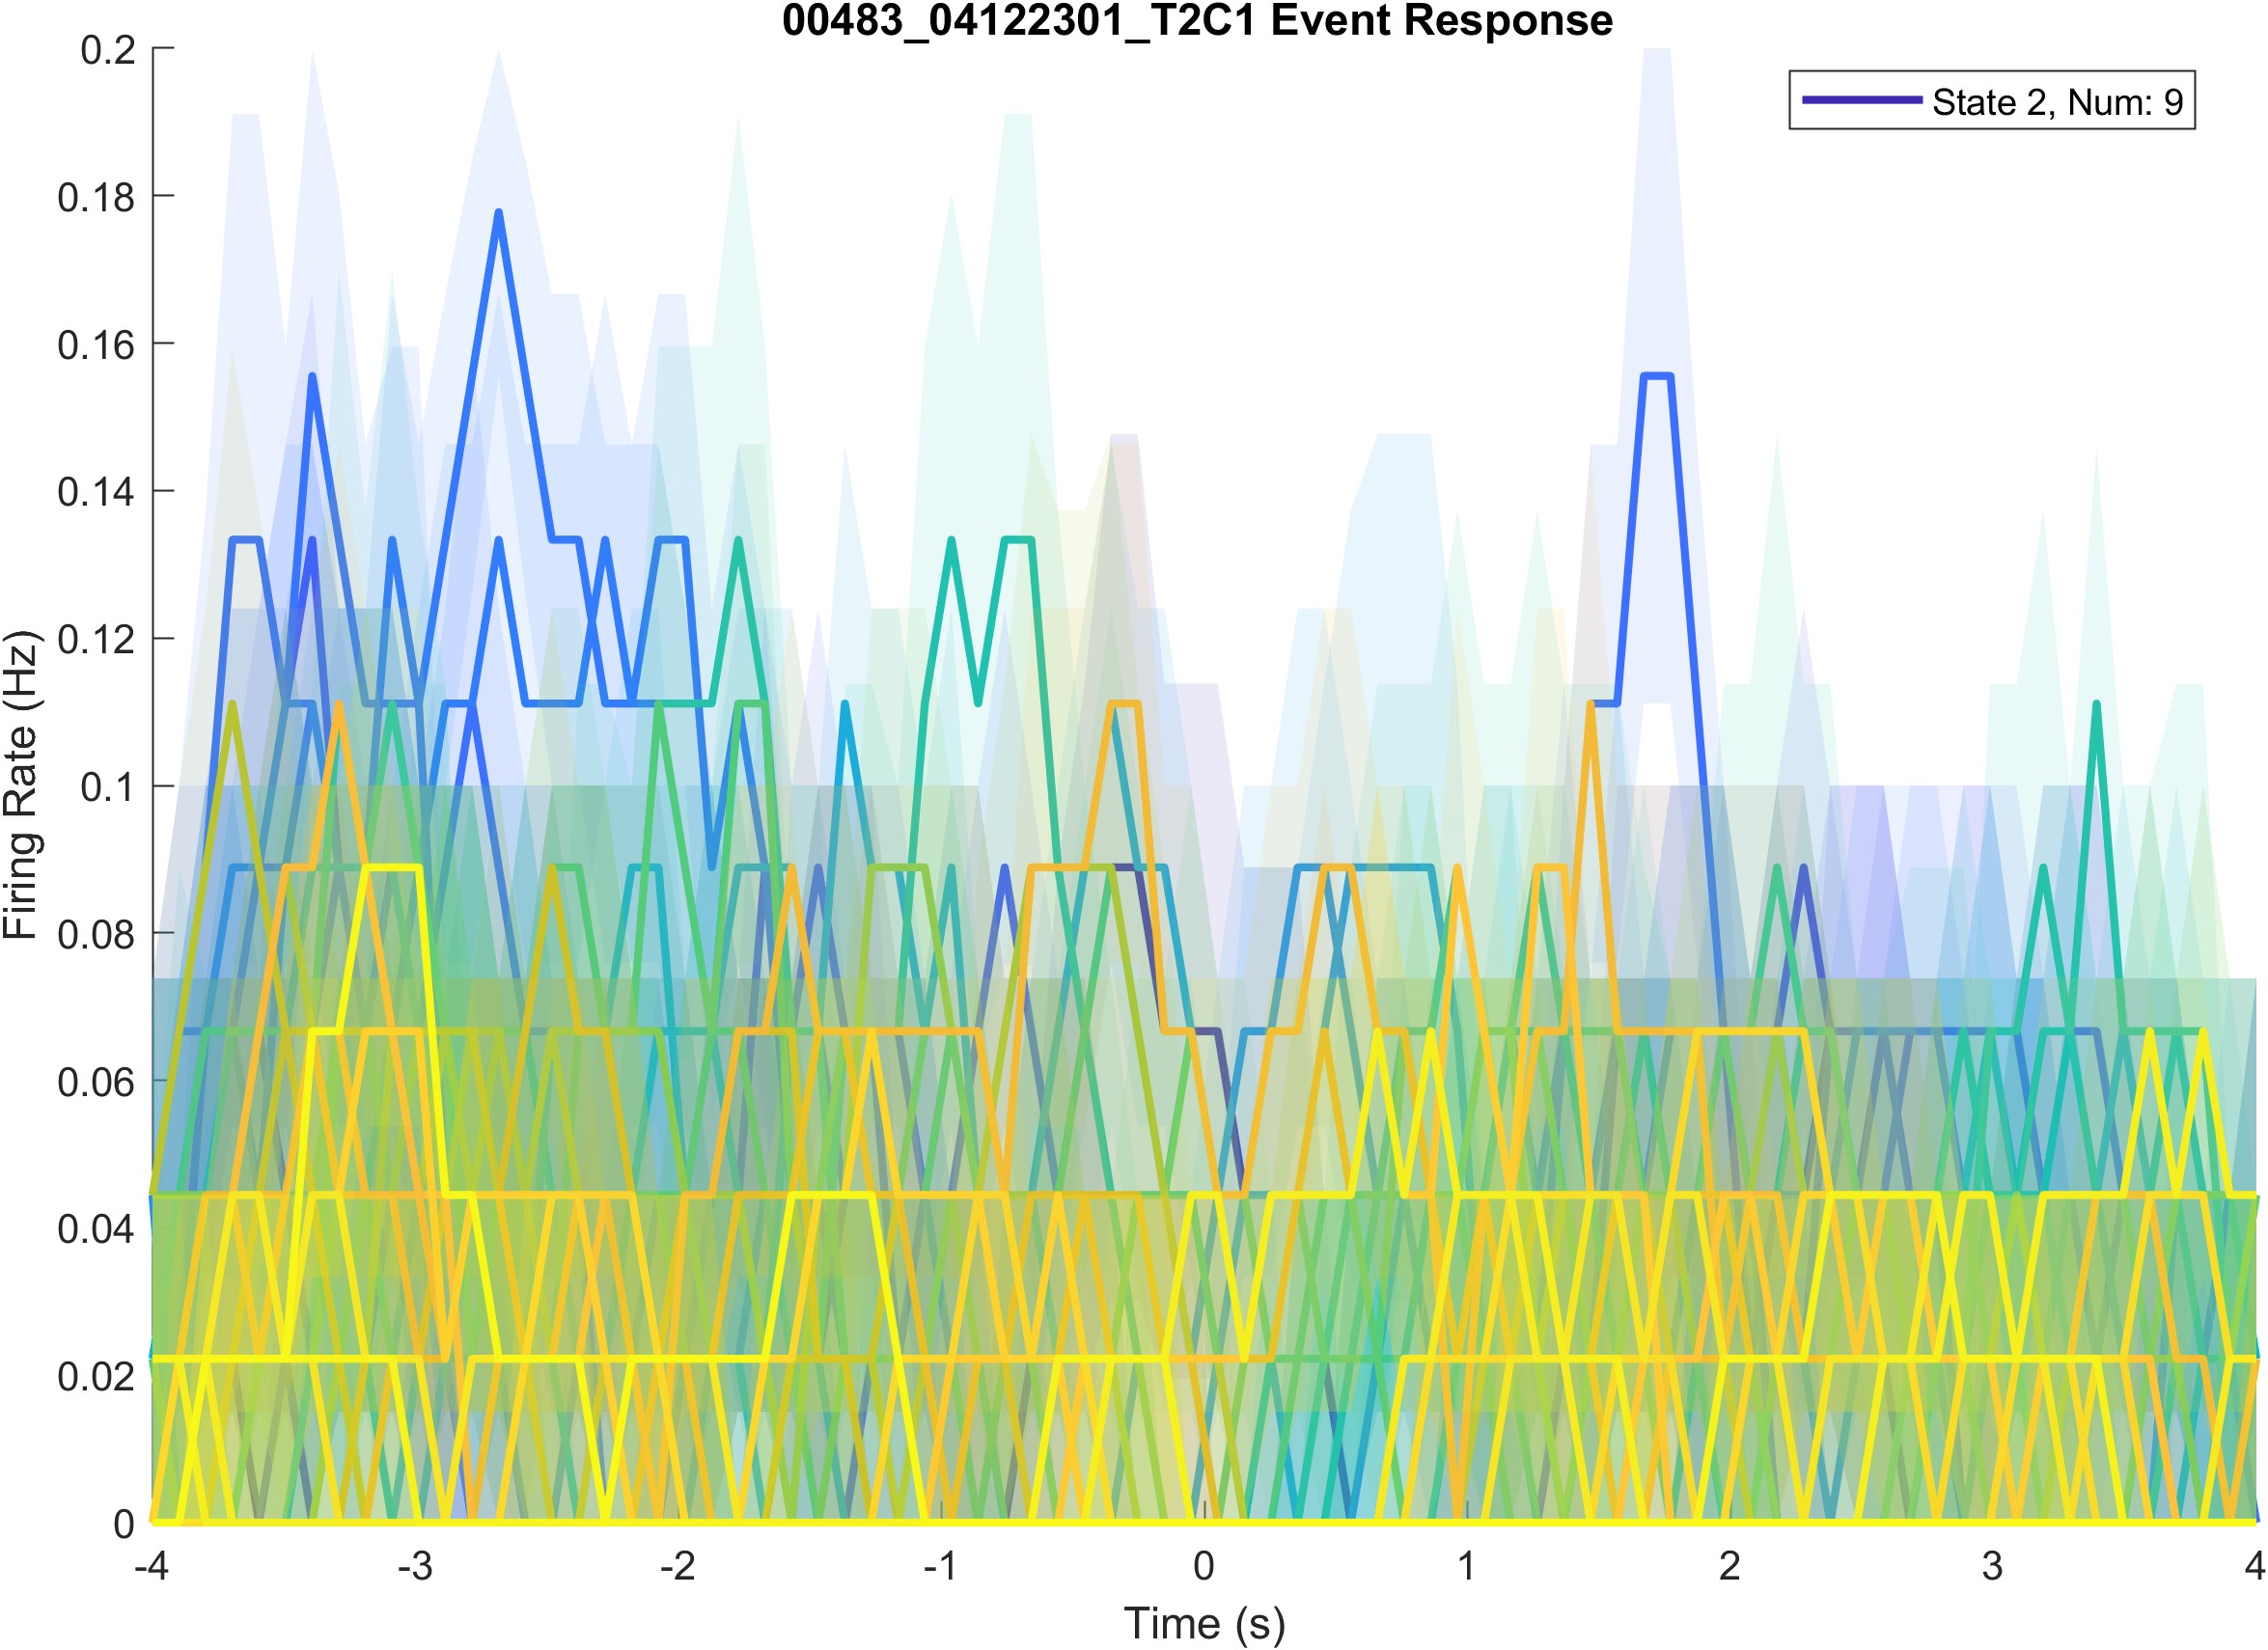 00483_04122301_T2C1 Event Response
State 2, Num: 9
Firing Rate (Hz)
0.2
0.18
0.16
0.14
0.12
0.1
0.08
0.06
0.04
0.02
0
-4 -3 -2 -1 0 1 2 3 4
Time (s)